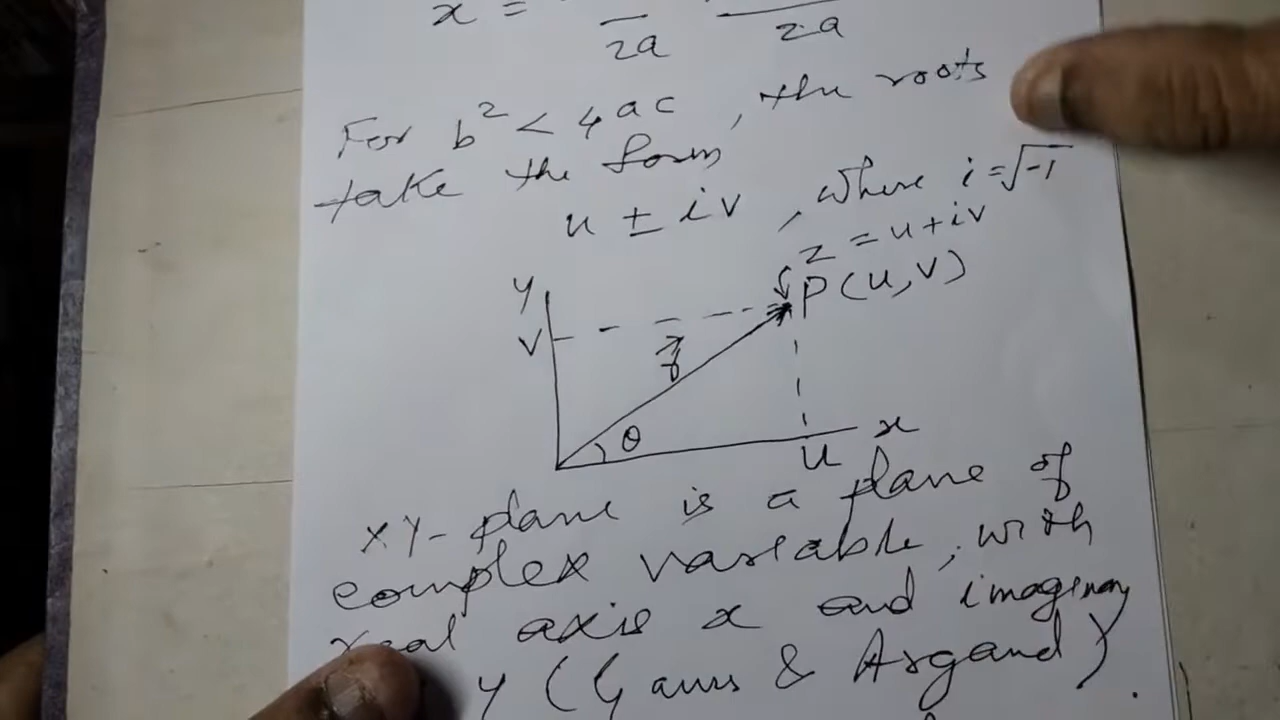 x =
2a
2a
For b² < 4ac, the roots
take the form
u ± iv, where i = √-1
z = u + iv
P(u, v)
y
v
θ
x
u
XY-plane is a plane of
complex variable, with
real axis x and imaginary
y (Gauss & Argand).